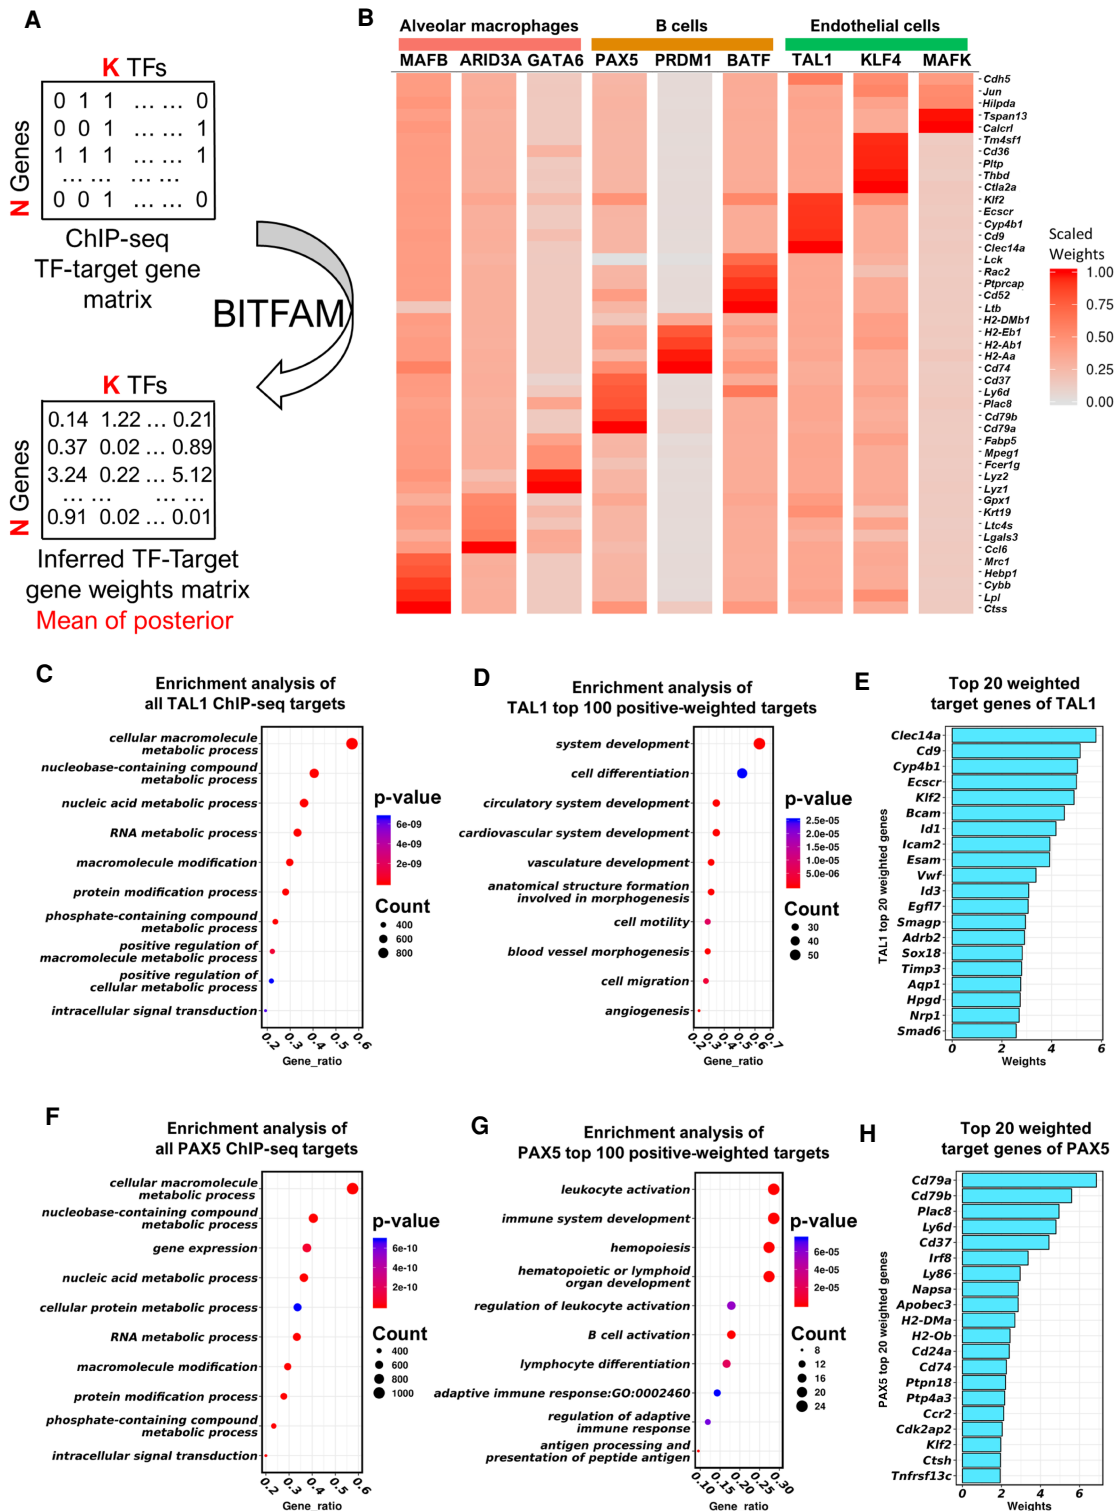 A
K TFs
N Genes
0 1 1 ... ... 0
0 0 1 ... ... 1
1 1 1 ... ... 1
... ... ... ...
0 0 1 ... ... 0
ChIP-seq
TF-target gene
matrix
BITFAM
K TFs
N Genes
0.14 1.22 ... 0.21
0.37 0.02 ... 0.89
3.24 0.22 ... 5.12
... ... ... ...
0.91 0.02 ... 0.01
Inferred TF-Target
gene weights matrix
Mean of posterior
B
Alveolar macrophages B cells Endothelial cells
MAFB ARID3A GATA6 PAX5 PRDM1 BATF TAL1 KLF4 MAFK
Cdh5
Jun
Hilpda
Tspan13
Calcrl
Tm4sf1
Cd36
Pltp
Thbd
Ctla2a
Klf2
Ecscr
Cyp4b1
Cd9
Clec14a
Lck
Rac2
Ptprcap
Cd52
Ltb
H2-DMb1
H2-Eb1
H2-Ab1
H2-Aa
Cd74
Cd37
Ly6d
Plac8
Cd79b
Cd79a
Fabp5
Mpeg1
Fcer1g
Lyz2
Lyz1
Gpx1
Krt19
Ltc4s
Lgals3
Ccl6
Mrc1
Hebp1
Cybb
Lpl
Ctss
Scaled
Weights
1.00
0.75
0.50
0.25
0.00
C
Enrichment analysis of
all TAL1 ChIP-seq targets
cellular macromolecule
metabolic process
nucleobase-containing compound
metabolic process
nucleic acid metabolic process
RNA metabolic process
macromolecule modification
protein modification process
phosphate-containing compound
metabolic process
positive regulation of
macromolecule metabolic process
positive regulation of
cellular metabolic process
intracellular signal transduction
0.2 0.3 0.4 0.5 0.6
Gene_ratio
p-value
6e-09
4e-09
2e-09
Count
400
600
800
D
Enrichment analysis of
TAL1 top 100 positive-weighted targets
system development
cell differentiation
circulatory system development
cardiovascular system development
vasculature development
anatomical structure formation
involved in morphogenesis
cell motility
blood vessel morphogenesis
cell migration
angiogenesis
0.2 0.3 0.4 0.5 0.6 0.7
Gene_ratio
p-value
2.5e-05
2.0e-05
1.5e-05
1.0e-05
5.0e-06
Count
30
40
50
E
Top 20 weighted
target genes of TAL1
TAL1 top 20 weighted genes
Clec14a
Cd9
Cyp4b1
Ecscr
Klf2
Bcam
Id1
Icam2
Esam
Vwf
Id3
Egfl7
Smagp
Adrb2
Sox18
Timp3
Aqp1
Hpgd
Nrp1
Smad6
0 2 4 6
Weights
F
Enrichment analysis of
all PAX5 ChIP-seq targets
cellular macromolecule
metabolic process
nucleobase-containing compound
metabolic process
gene expression
nucleic acid metabolic process
cellular protein metabolic process
RNA metabolic process
macromolecule modification
protein modification process
phosphate-containing compound
metabolic process
intracellular signal transduction
0.2 0.3 0.4 0.5 0.6
Gene_ratio
p-value
6e-10
4e-10
2e-10
Count
400
600
800
1000
G
Enrichment analysis of
PAX5 top 100 positive-weighted targets
leukocyte activation
immune system development
hemopoiesis
hematopoietic or lymphoid
organ development
regulation of leukocyte activation
B cell activation
lymphocyte differentiation
adaptive immune response:GO:0002460
regulation of adaptive
immune response
antigen processing and
presentation of peptide antigen
0.10 0.15 0.20 0.25 0.30
Gene_ratio
p-value
6e-05
4e-05
2e-05
Count
8
12
16
20
24
H
Top 20 weighted
target genes of PAX5
PAX5 top 20 weighted genes
Cd79a
Cd79b
Plac8
Ly6d
Cd37
Irf8
Ly86
Napsa
Apobec3
H2-DMa
H2-Ob
Cd24a
Cd74
Ptpn18
Ptp4a3
Ccr2
Cdk2ap2
Klf2
Ctsh
Tnfrsf13c
0 2 4 6
Weights